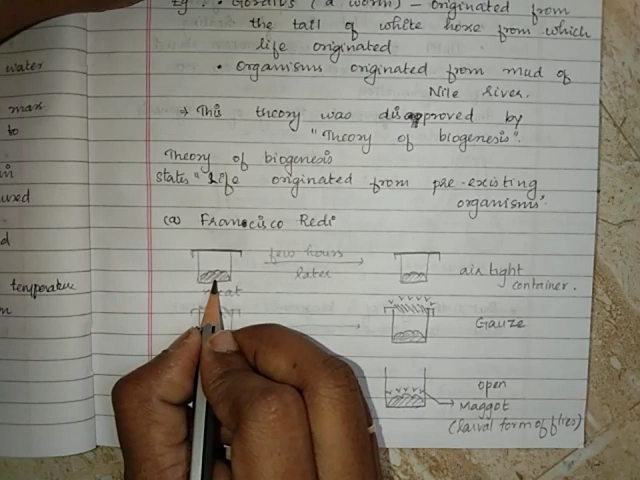 Eg: • Gordius (a worm) - originated from
the tail of white horse from which
life originated
• Organisms originated from mud of
Nile River.
→ This theory was disapproved by
"Theory of biogenesis".
Theory of biogenesis
states "Life originated from pre-existing
organisms".
(a) Francisco Redi
few hours
later
air tight
container.
Gauze
open
Maggot
(larval form of flies)
water
max
to
in
used
d
temperature